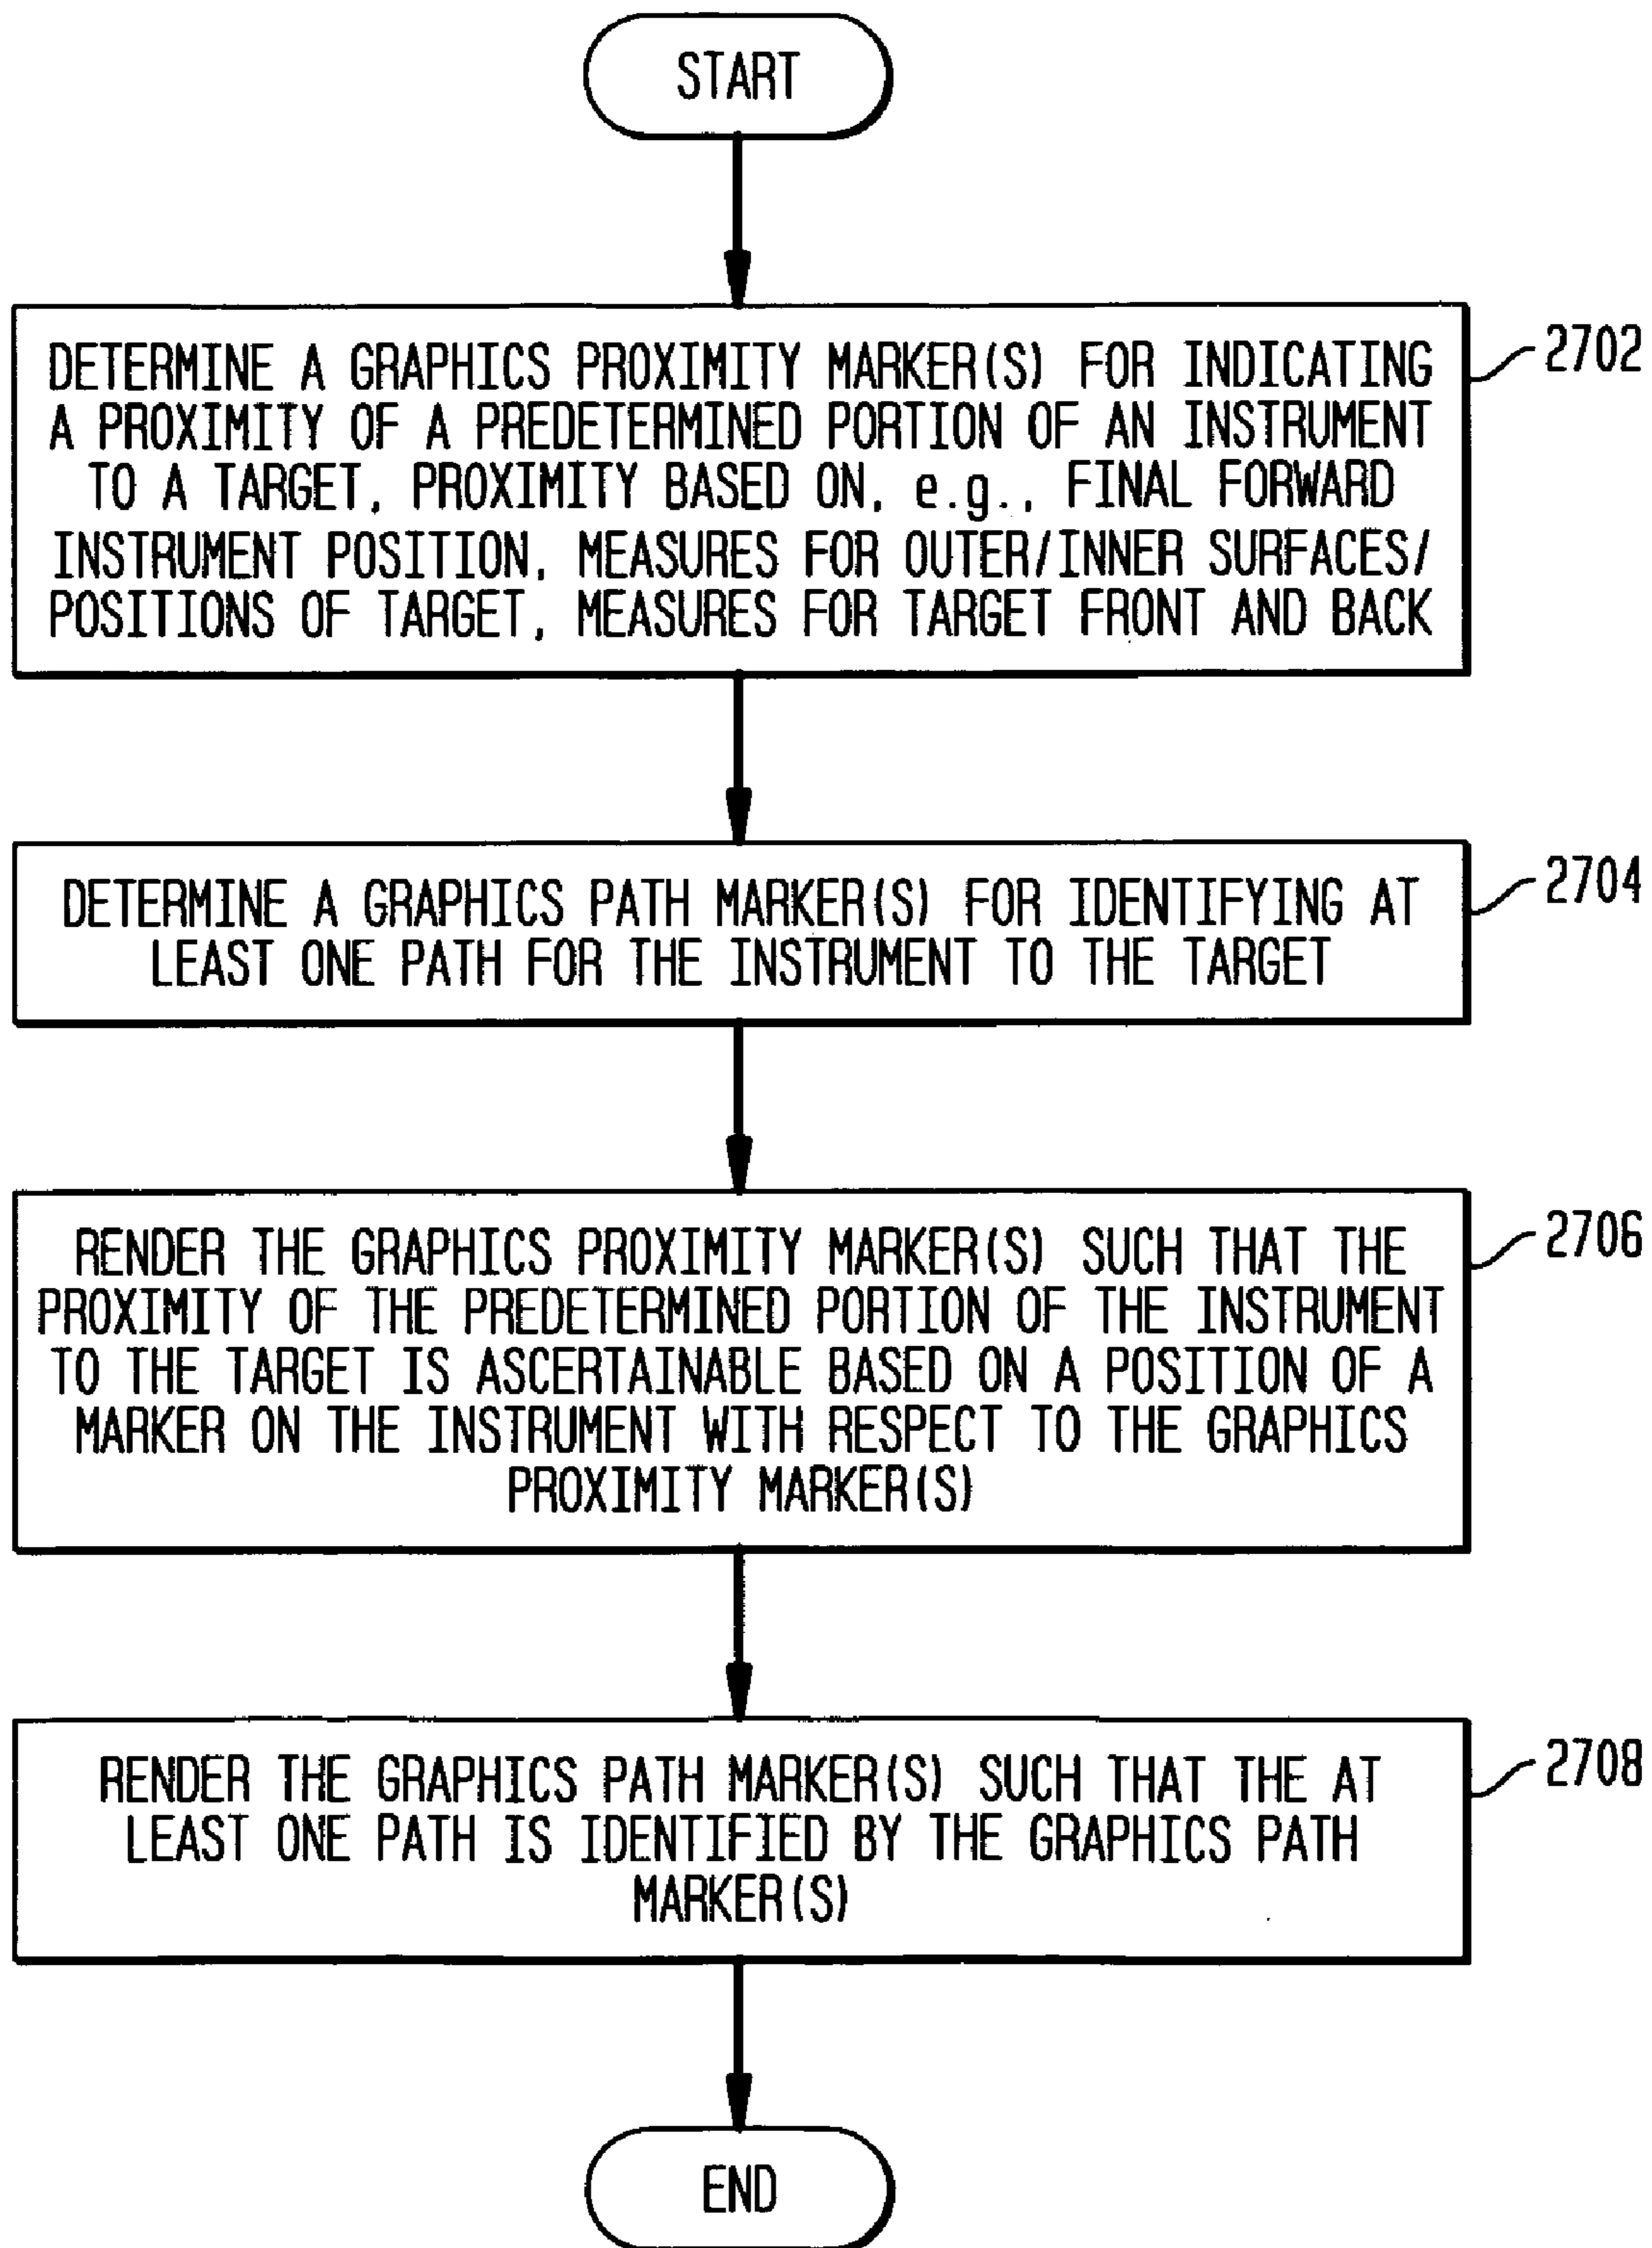 START
DETERMINE A GRAPHICS PROXIMITY MARKER(S) FOR INDICATING
A PROXIMITY OF A PREDETERMINED PORTION OF AN INSTRUMENT
TO A TARGET, PROXIMITY BASED ON, e.g., FINAL FORWARD
INSTRUMENT POSITION, MEASURES FOR OUTER/INNER SURFACES/
POSITIONS OF TARGET, MEASURES FOR TARGET FRONT AND BACK
2702
DETERMINE A GRAPHICS PATH MARKER(S) FOR IDENTIFYING AT
LEAST ONE PATH FOR THE INSTRUMENT TO THE TARGET
2704
RENDER THE GRAPHICS PROXIMITY MARKER(S) SUCH THAT THE
PROXIMITY OF THE PREDETERMINED PORTION OF THE INSTRUMENT
TO THE TARGET IS ASCERTAINABLE BASED ON A POSITION OF A
MARKER ON THE INSTRUMENT WITH RESPECT TO THE GRAPHICS
PROXIMITY MARKER(S)
2706
RENDER THE GRAPHICS PATH MARKER(S) SUCH THAT THE AT
LEAST ONE PATH IS IDENTIFIED BY THE GRAPHICS PATH
MARKER(S)
2708
END